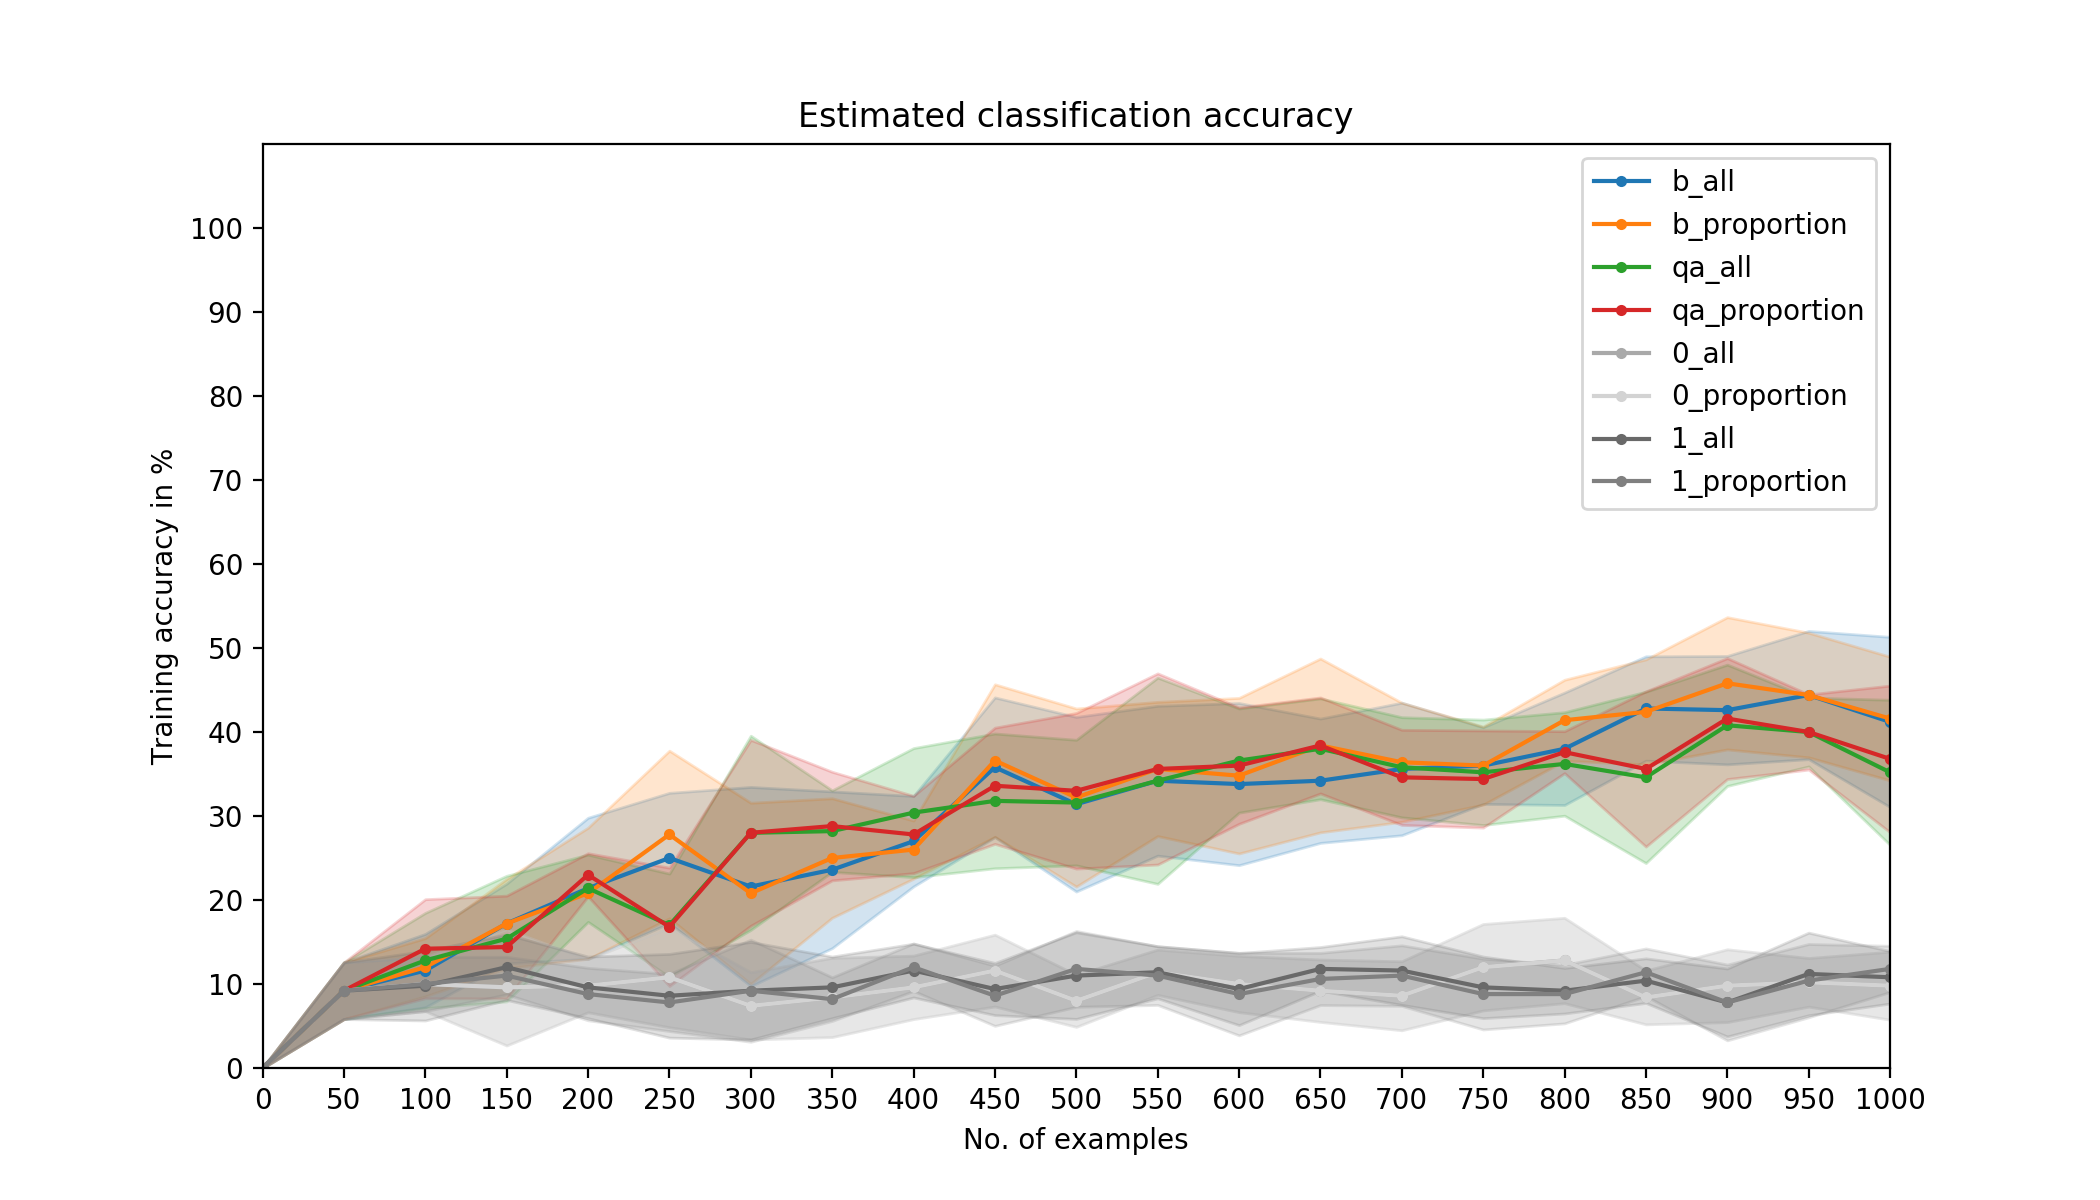 Estimated classification accuracy
b_all
b_proportion
qa_all
qa_proportion
0_all
0_proportion
1_all
1_proportion
Training accuracy in %
100
90
80
70
60
50
40
30
20
10
0
0 50 100 150 200 250 300 350 400 450 500 550 600 650 700 750 800 850 900 950 1000
No. of examples